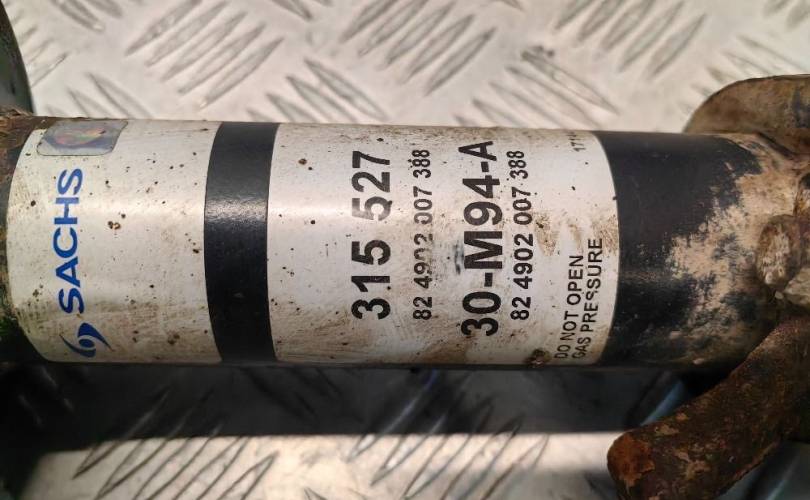 SACHS
315 527
82 4902 007 388
30-M94-A
82 4902 007 388
DO NOT OPEN
GAS PRESSURE